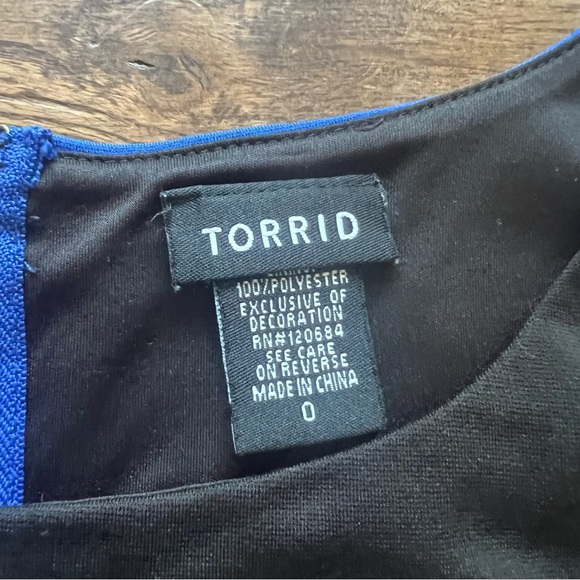 TORRID
100% POLYESTER
EXCLUSIVE OF
DECORATION
RN#120684
SEE CARE
ON REVERSE
MADE IN CHINA
0